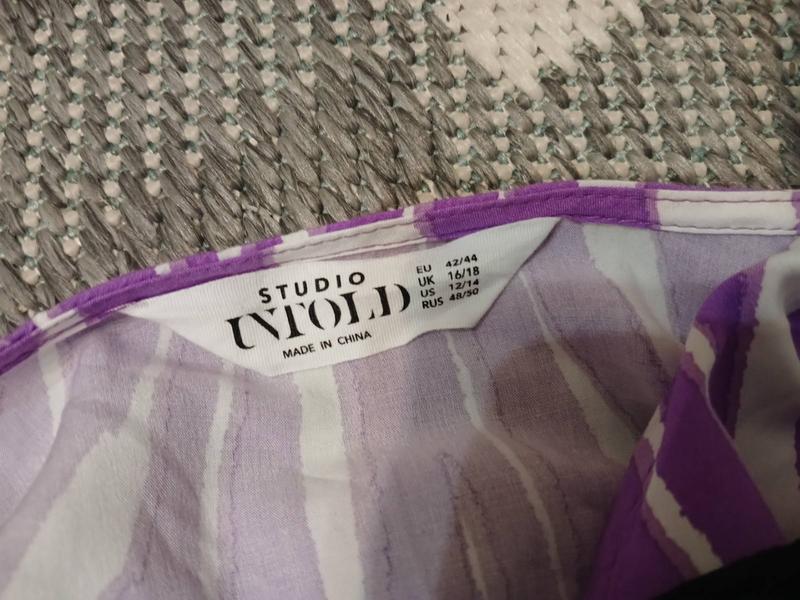 STUDIO
UNTOLD
MADE IN CHINA
EU 42/44
UK 16/18
US 12/14
RUS 48/50